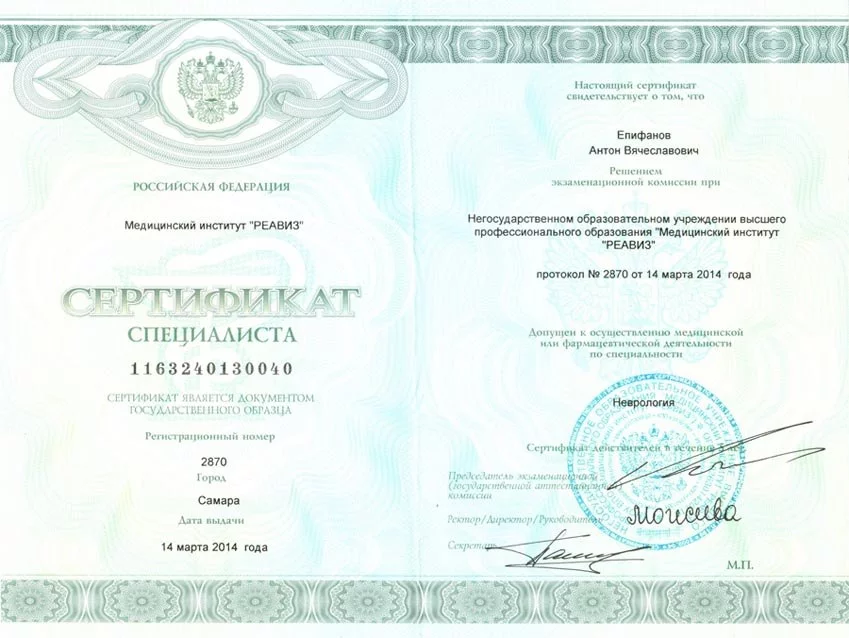 РОССИЙСКАЯ ФЕДЕРАЦИЯ
Медицинский институт "РЕАВИЗ"
СЕРТИФИКАТ
СПЕЦИАЛИСТА
1163240130040
СЕРТИФИКАТ ЯВЛЯЕТСЯ ДОКУМЕНТОМ
ГОСУДАРСТВЕННОГО ОБРАЗЦА
Регистрационный номер
2870
Город
Самара
Дата выдачи
14 марта 2014 года
Настоящий сертификат
свидетельствует о том, что
Епифанов
Антон Вячеславович
Решением
экзаменационной комиссии при
Негосударственном образовательном учреждении высшего
профессионального образования "Медицинский институт
"РЕАВИЗ"
протокол № 2870 от 14 марта 2014 года
Допущен к осуществлению медицинской
или фармацевтической деятельности
по специальности
Неврология
Сертификат действителен в течение 5 лет
Председатель экзаменационной
(государственной аттестационной)
комиссии
Ректор/Директор/Руководитель
Секретарь
М.П.